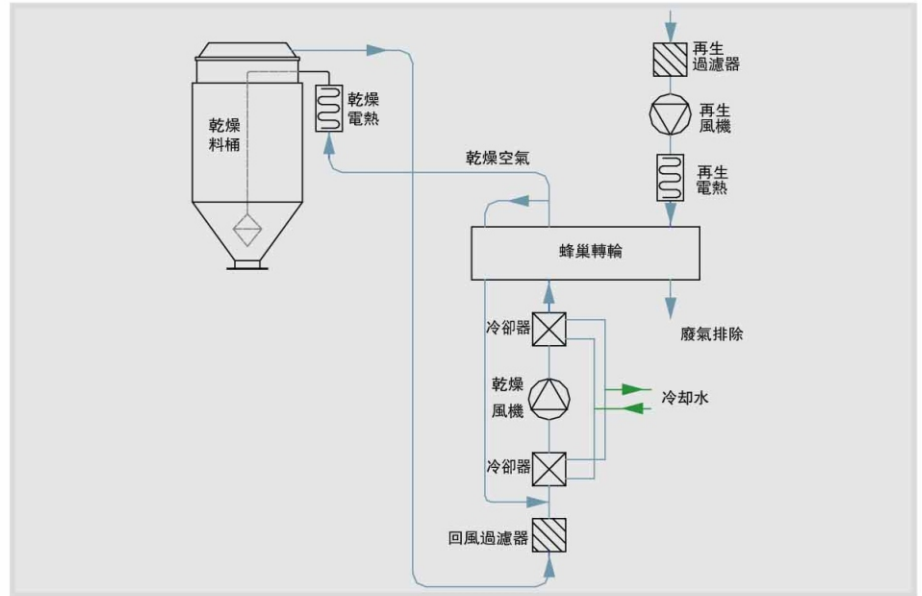 再生
過濾器
乾燥
電熱
再生
風機
乾燥
料桶
乾燥空氣
再生
電熱
蜂巢轉輪
冷卻器
廢氣排除
乾燥
風機
冷却水
冷卻器
回風過濾器